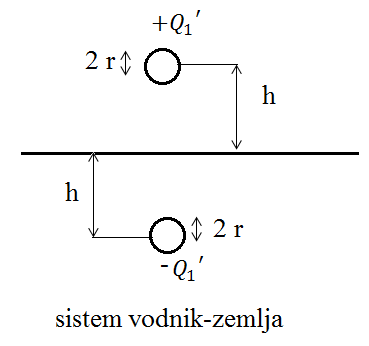 +Q₁′
2 r
h
h
2 r
-Q₁′
sistem vodnik-zemlja